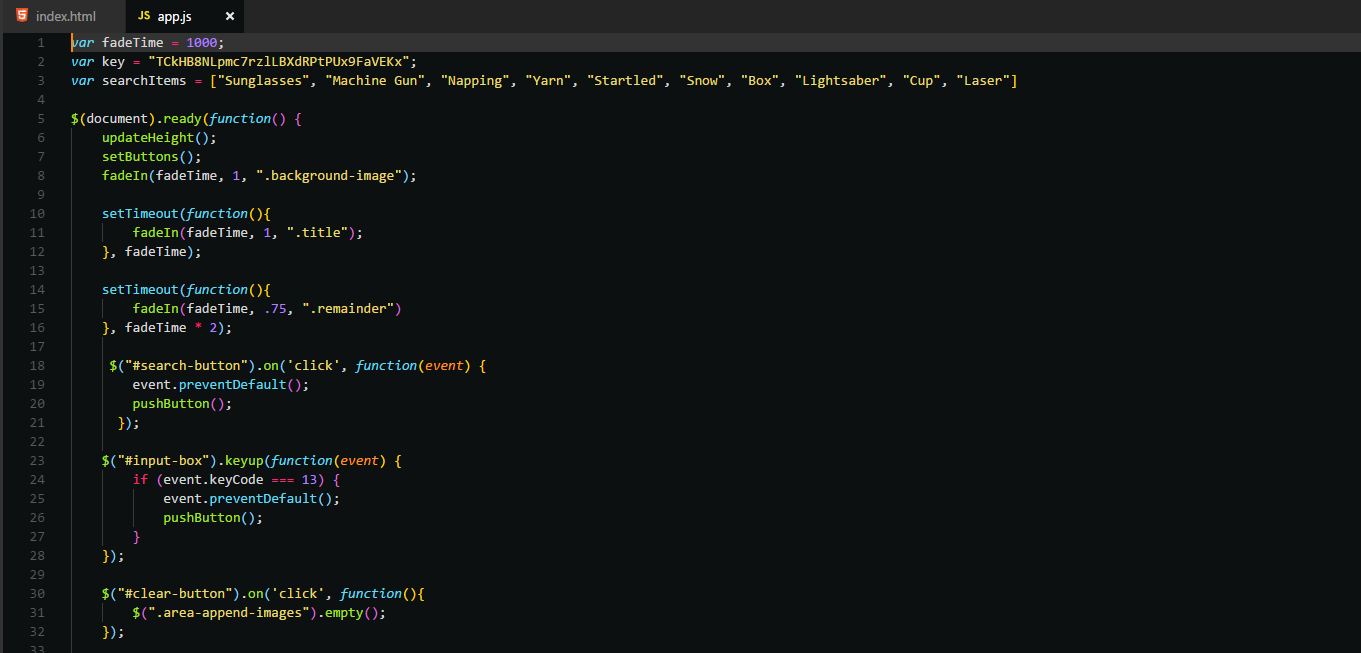 index.html
JS app.js ×
1 var fadeTime = 1000;
2 var key = "TCkHB8NLpmc7rzlLBXdRPtPUx9FaVEKx";
3 var searchItems = ["Sunglasses", "Machine Gun", "Napping", "Yarn", "Startled", "Snow", "Box", "Lightsaber", "Cup", "Laser"]
4
5 $(document).ready(function() {
6 updateHeight();
7 setButtons();
8 fadeIn(fadeTime, 1, ".background-image");
9
10 setTimeout(function(){
11 fadeIn(fadeTime, 1, ".title");
12 }, fadeTime);
13
14 setTimeout(function(){
15 fadeIn(fadeTime, .75, ".remainder")
16 }, fadeTime * 2);
17
18 $("#search-button").on('click', function(event) {
19 event.preventDefault();
20 pushButton();
21 });
22
23 $("#input-box").keyup(function(event) {
24 if (event.keyCode === 13) {
25 event.preventDefault();
26 pushButton();
27 }
28 });
29
30 $("#clear-button").on('click', function(){
31 $(".area-append-images").empty();
32 });
33